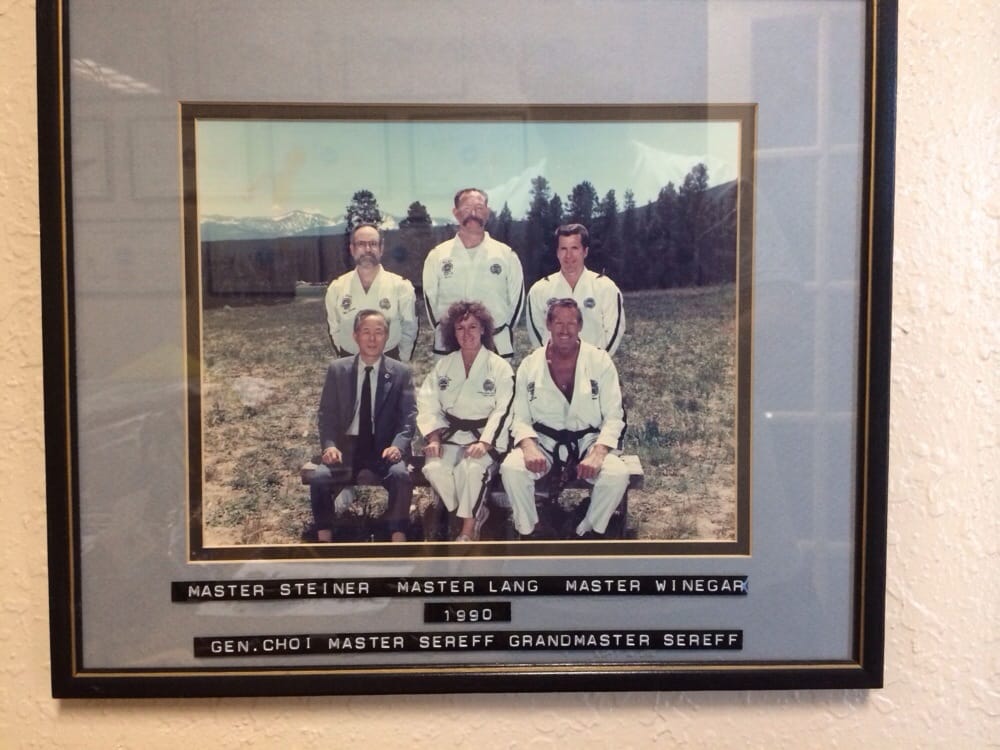 MASTER STEINER MASTER LANG MASTER WINEGAR
1990
GEN.CHOI MASTER SEREFF GRANDMASTER SEREFF